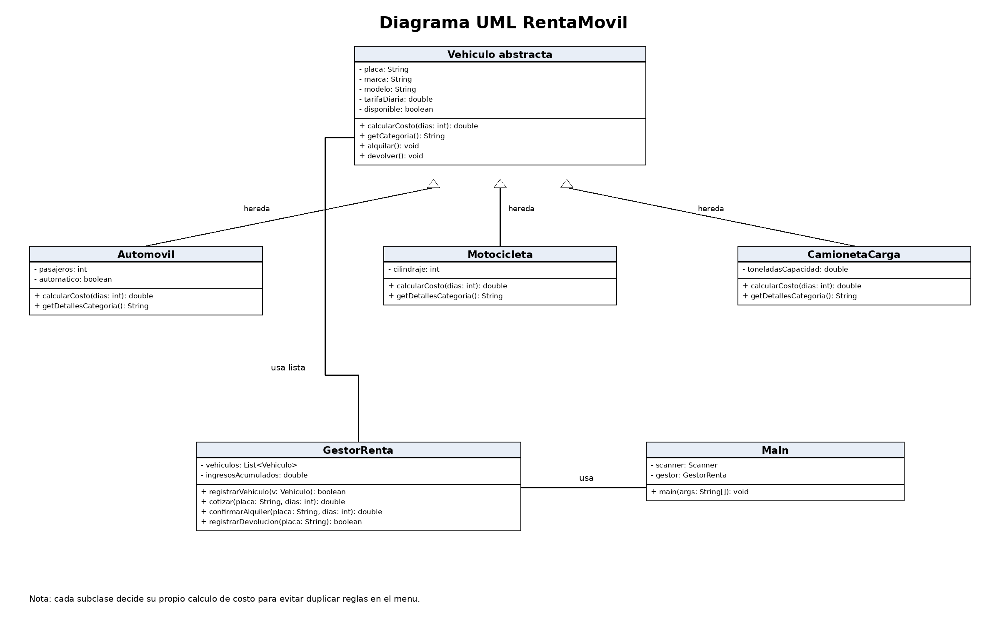 Diagrama UML RentaMovil
Vehiculo abstracta
- placa: String
- marca: String
- modelo: String
- tarifaDiaria: double
- disponible: boolean
+ calcularCosto(dias: int): double
+ getCategoria(): String
+ alquilar(): void
+ devolver(): void
hereda
hereda
hereda
Automovil
- pasajeros: int
- automatico: boolean
+ calcularCosto(dias: int): double
+ getDetallesCategoria(): String
Motocicleta
- cilindraje: int
+ calcularCosto(dias: int): double
+ getDetallesCategoria(): String
CamionetaCarga
- toneladasCapacidad: double
+ calcularCosto(dias: int): double
+ getDetallesCategoria(): String
usa lista
GestorRenta
- vehiculos: List<Vehiculo>
- ingresosAcumulados: double
+ registrarVehiculo(v: Vehiculo): boolean
+ cotizar(placa: String, dias: int): double
+ confirmarAlquiler(placa: String, dias: int): double
+ registrarDevolucion(placa: String): boolean
usa
Main
- scanner: Scanner
- gestor: GestorRenta
+ main(args: String[]): void
Nota: cada subclase decide su propio calculo de costo para evitar duplicar reglas en el menu.